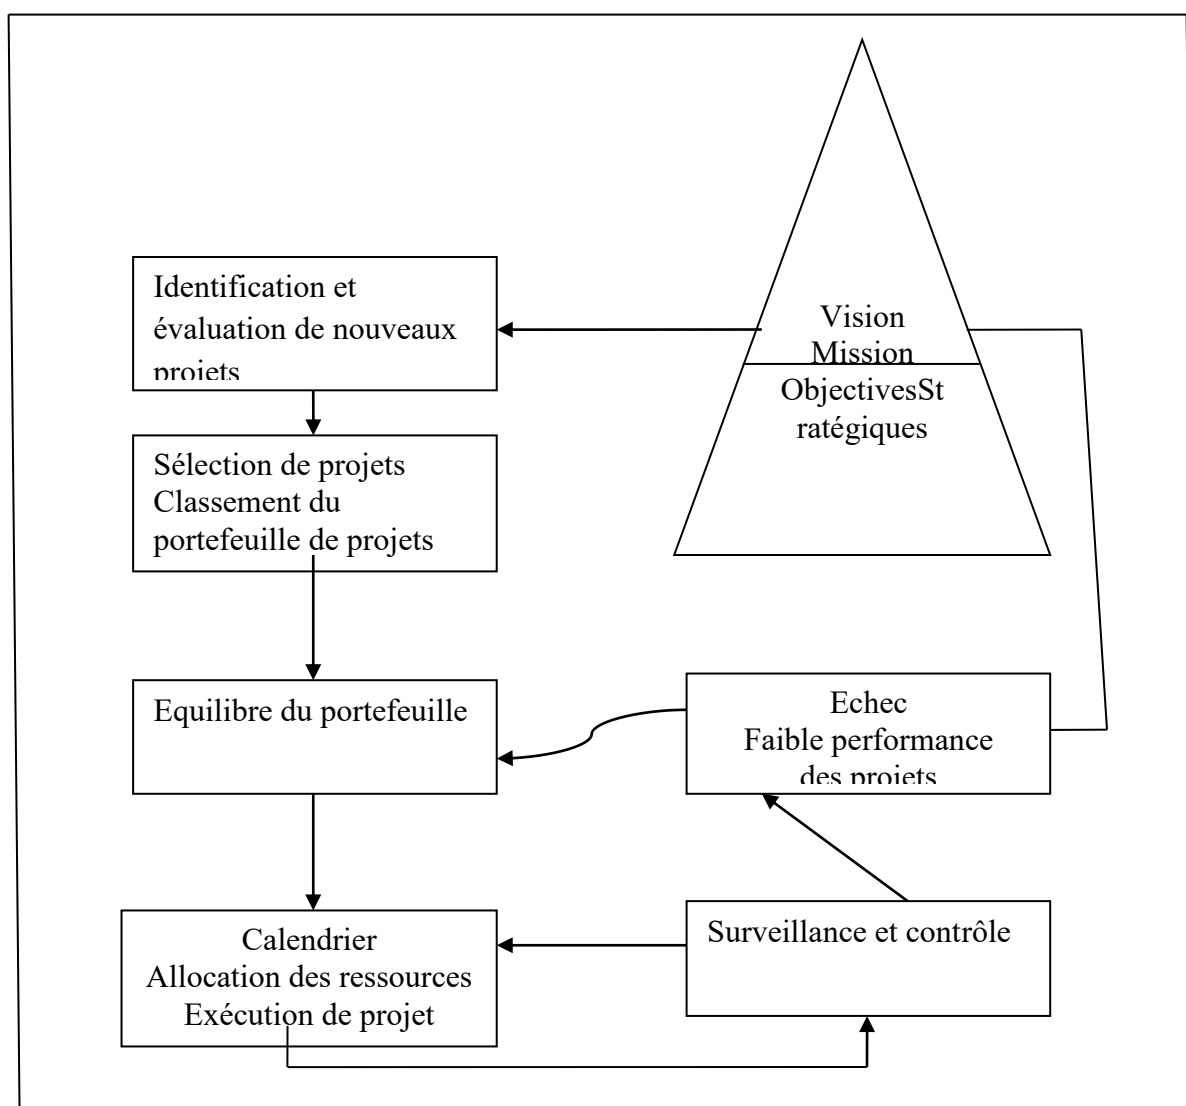 Vision
Mission
ObjectivesSt
ratégiques
Identification et
évaluation de nouveaux
projets
Sélection de projets
Classement du
portefeuille de projets
Equilibre du portefeuille
Echec
Faible performance
des projets
Calendrier
Allocation des ressources
Exécution de projet
Surveillance et contrôle